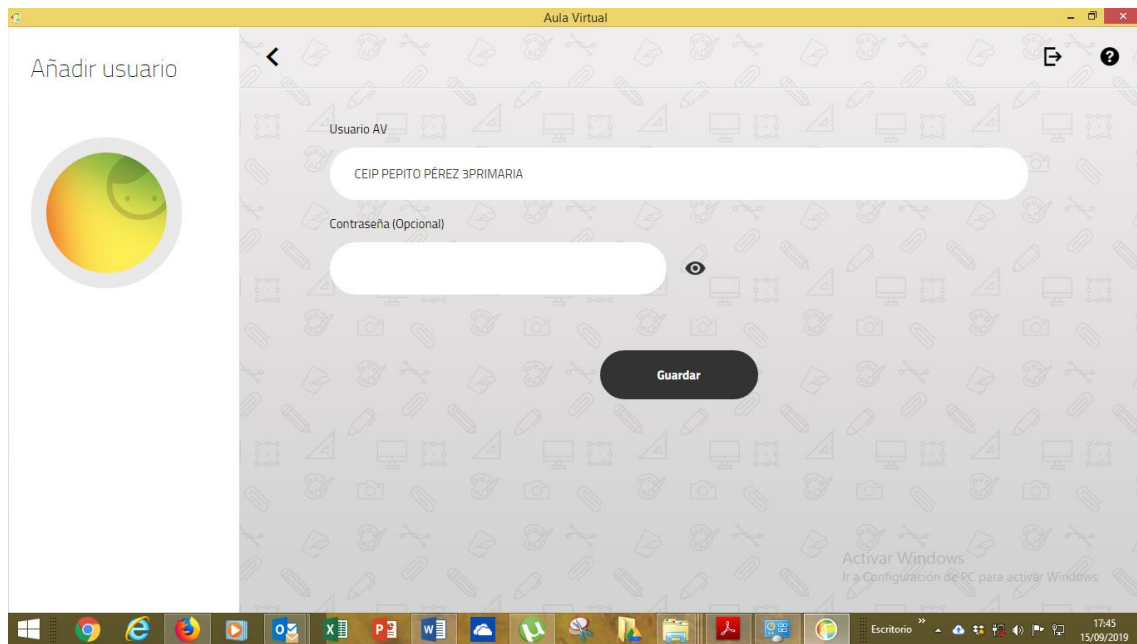 Aula Virtual
Añadir usuario
Usuario AV
CEIP PEPITO PÉREZ 3PRIMARIA
Contraseña (Opcional)
Guardar
Activar Windows
Ir a Configuración de PC para activar Windows.
Escritorio
17:45
15/09/2019